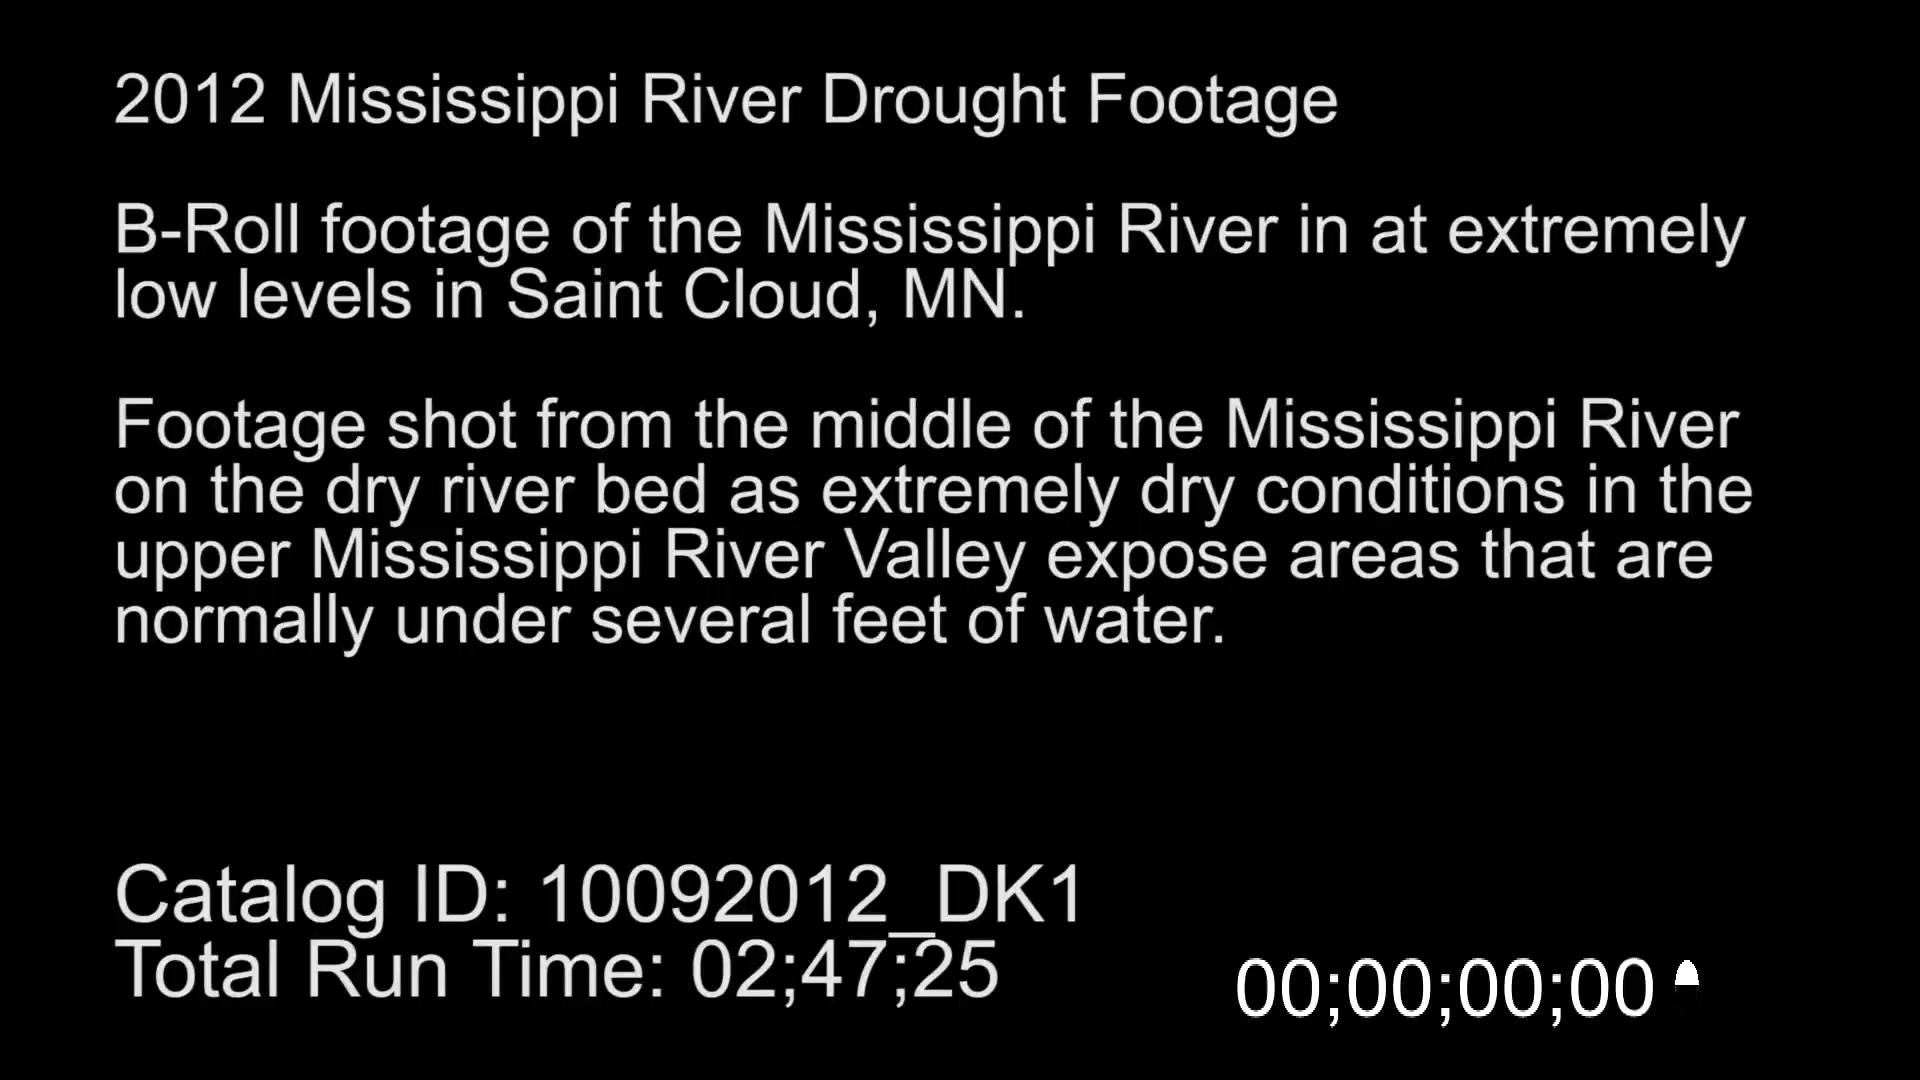 2012 Mississippi River Drought Footage
B-Roll footage of the Mississippi River in at extremely
low levels in Saint Cloud, MN.
Footage shot from the middle of the Mississippi River
on the dry river bed as extremely dry conditions in the
upper Mississippi River Valley expose areas that are
normally under several feet of water.
Catalog ID: 10092012_DK1
Total Run Time: 02;47;25
00;00;00;00